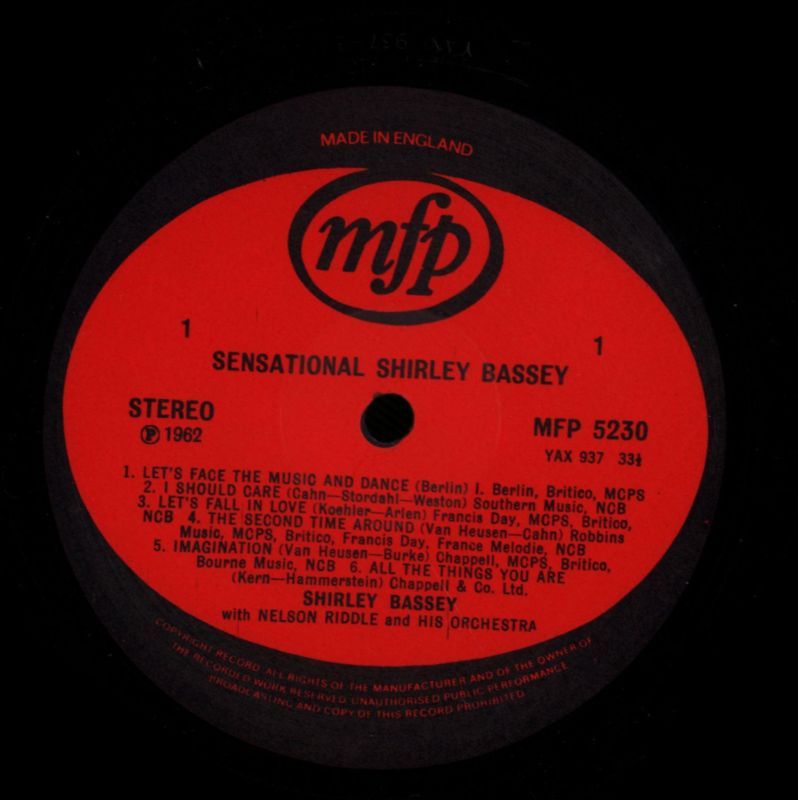 YAX 937
MADE IN ENGLAND
mfp
1
1
SENSATIONAL SHIRLEY BASSEY
STEREO
MFP 5230
Ⓟ 1962
YAX 937 33⅓
1. LET'S FACE THE MUSIC AND DANCE (Berlin) I. Berlin, Britico, MCPS
2. I SHOULD CARE (Cahn—Stordahl—Weston) Southern Music, NCB
3. LET'S FALL IN LOVE (Koehler—Arlen) Francis Day, MCPS, Britico,
NCB 4. THE SECOND TIME AROUND (Van Heusen—Cahn) Robbins
Music, MCPS, Britico, Francis Day, France Melodie, NCB
5. IMAGINATION (Van Heusen—Burke) Chappell, MCPS, Britico,
Bourne Music, NCB 6. ALL THE THINGS YOU ARE
(Kern—Hammerstein) Chappell & Co. Ltd.
SHIRLEY BASSEY
with NELSON RIDDLE and HIS ORCHESTRA
COPYRIGHT RECORD. ALL RIGHTS OF THE MANUFACTURER AND OF THE OWNER OF
THE RECORDED WORK RESERVED. UNAUTHORISED PUBLIC PERFORMANCE
BROADCASTING AND COPY OF THIS RECORD PROHIBITED